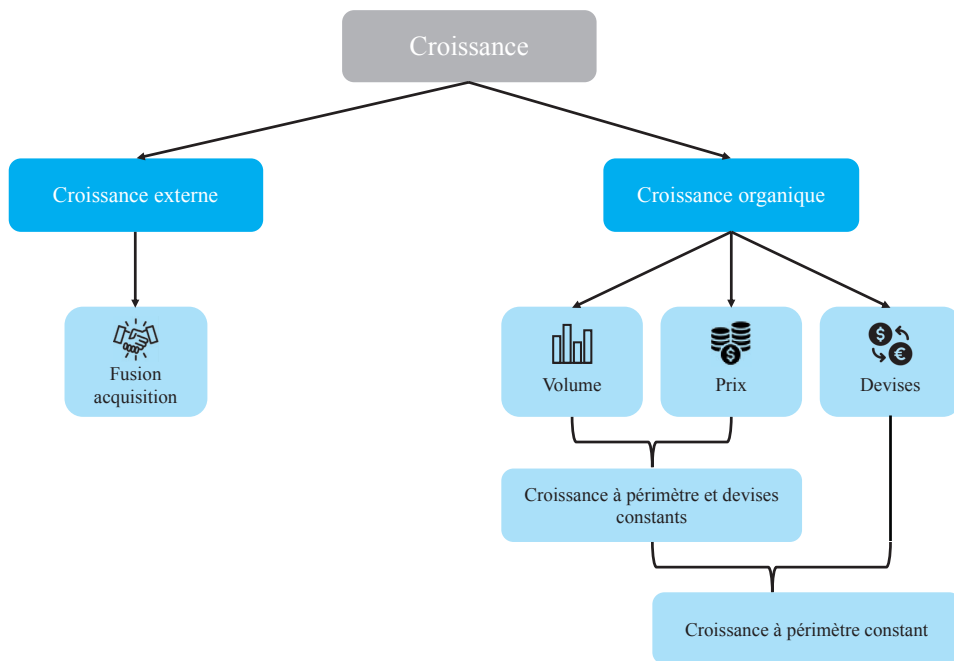 Croissance
Croissance externe
Croissance organique
Fusion
acquisition
$
Volume
Prix
$
€
Devises
Croissance à périmètre et devises
constants
Croissance à périmètre constant